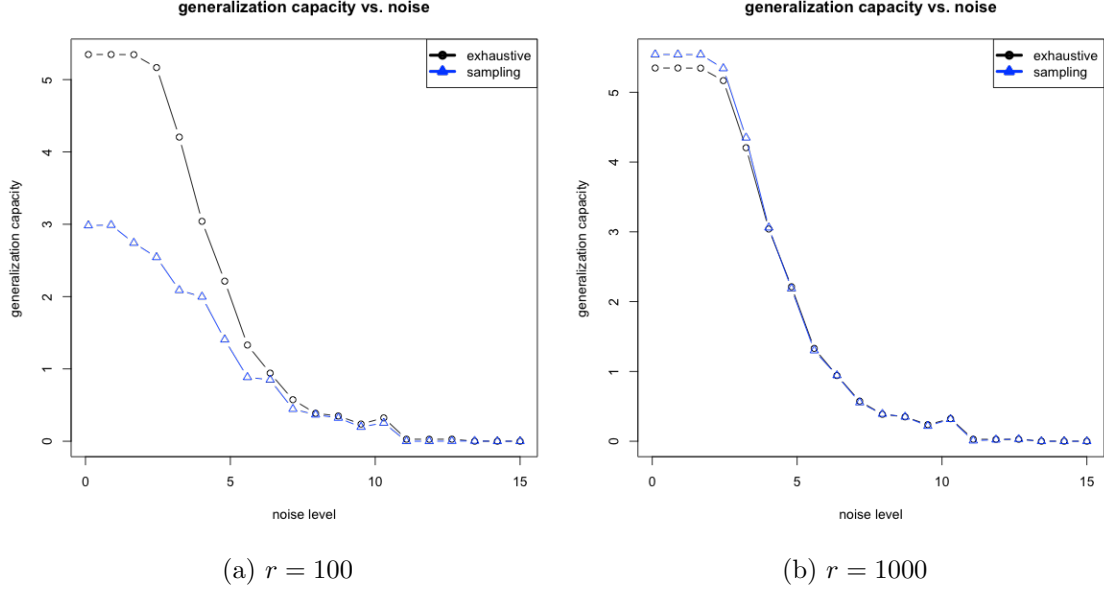 generalization capacity vs. noise
exhaustive
sampling
generalization capacity
5
4
3
2
1
0
0 5 10 15
noise level
(a) r = 100
generalization capacity vs. noise
exhaustive
sampling
generalization capacity
5
4
3
2
1
0
0 5 10 15
noise level
(b) r = 1000